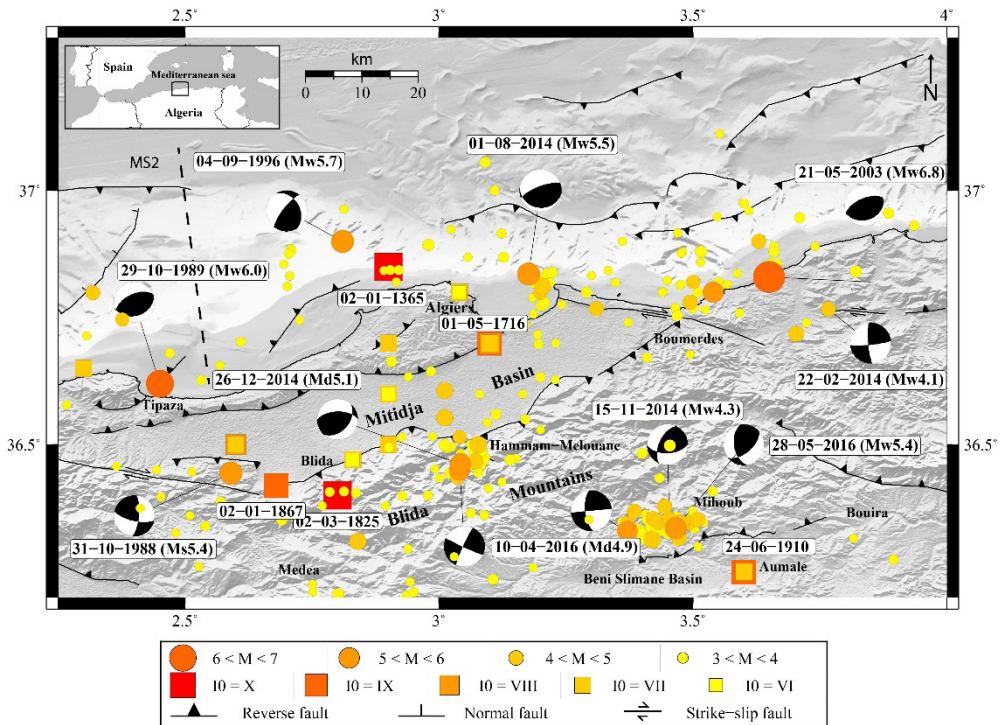 2.5 3.0 3.5 4°
Spain
Mediterranean sea
Algeria
km
0 10 20
N
MS2
04-09-1996 (Mw5.7)
01-08-2014 (Mw5.5)
21-05-2003 (Mw6.8)
37° 37°
29-10-1989 (Mw6.0)
02-01-1365
Algiers
01-05-1716
Boumerdes
Tipaza
26-12-2014 (Md5.1)
Basin
Mitidja
22-02-2014 (Mw4.1)
15-11-2014 (Mw4.3)
28-05-2016 (Mw5.4)
36.5 36.5
Hammam-Melouane
Blida
Mountains
Mihoub
02-01-1867
02-03-1825
Blida
Bouira
31-10-1988 (Ms5.4)
10-04-2016 (Md4.9)
24-06-1910
Medea
Beni Slimane Basin
Aumale
2.5 3.0 3.5 4°
6 < M < 7 5 < M < 6 4 < M < 5 3 < M < 4
I0 = X I0 = IX I0 = VIII I0 = VII I0 = VI
Reverse fault Normal fault Strike-slip fault